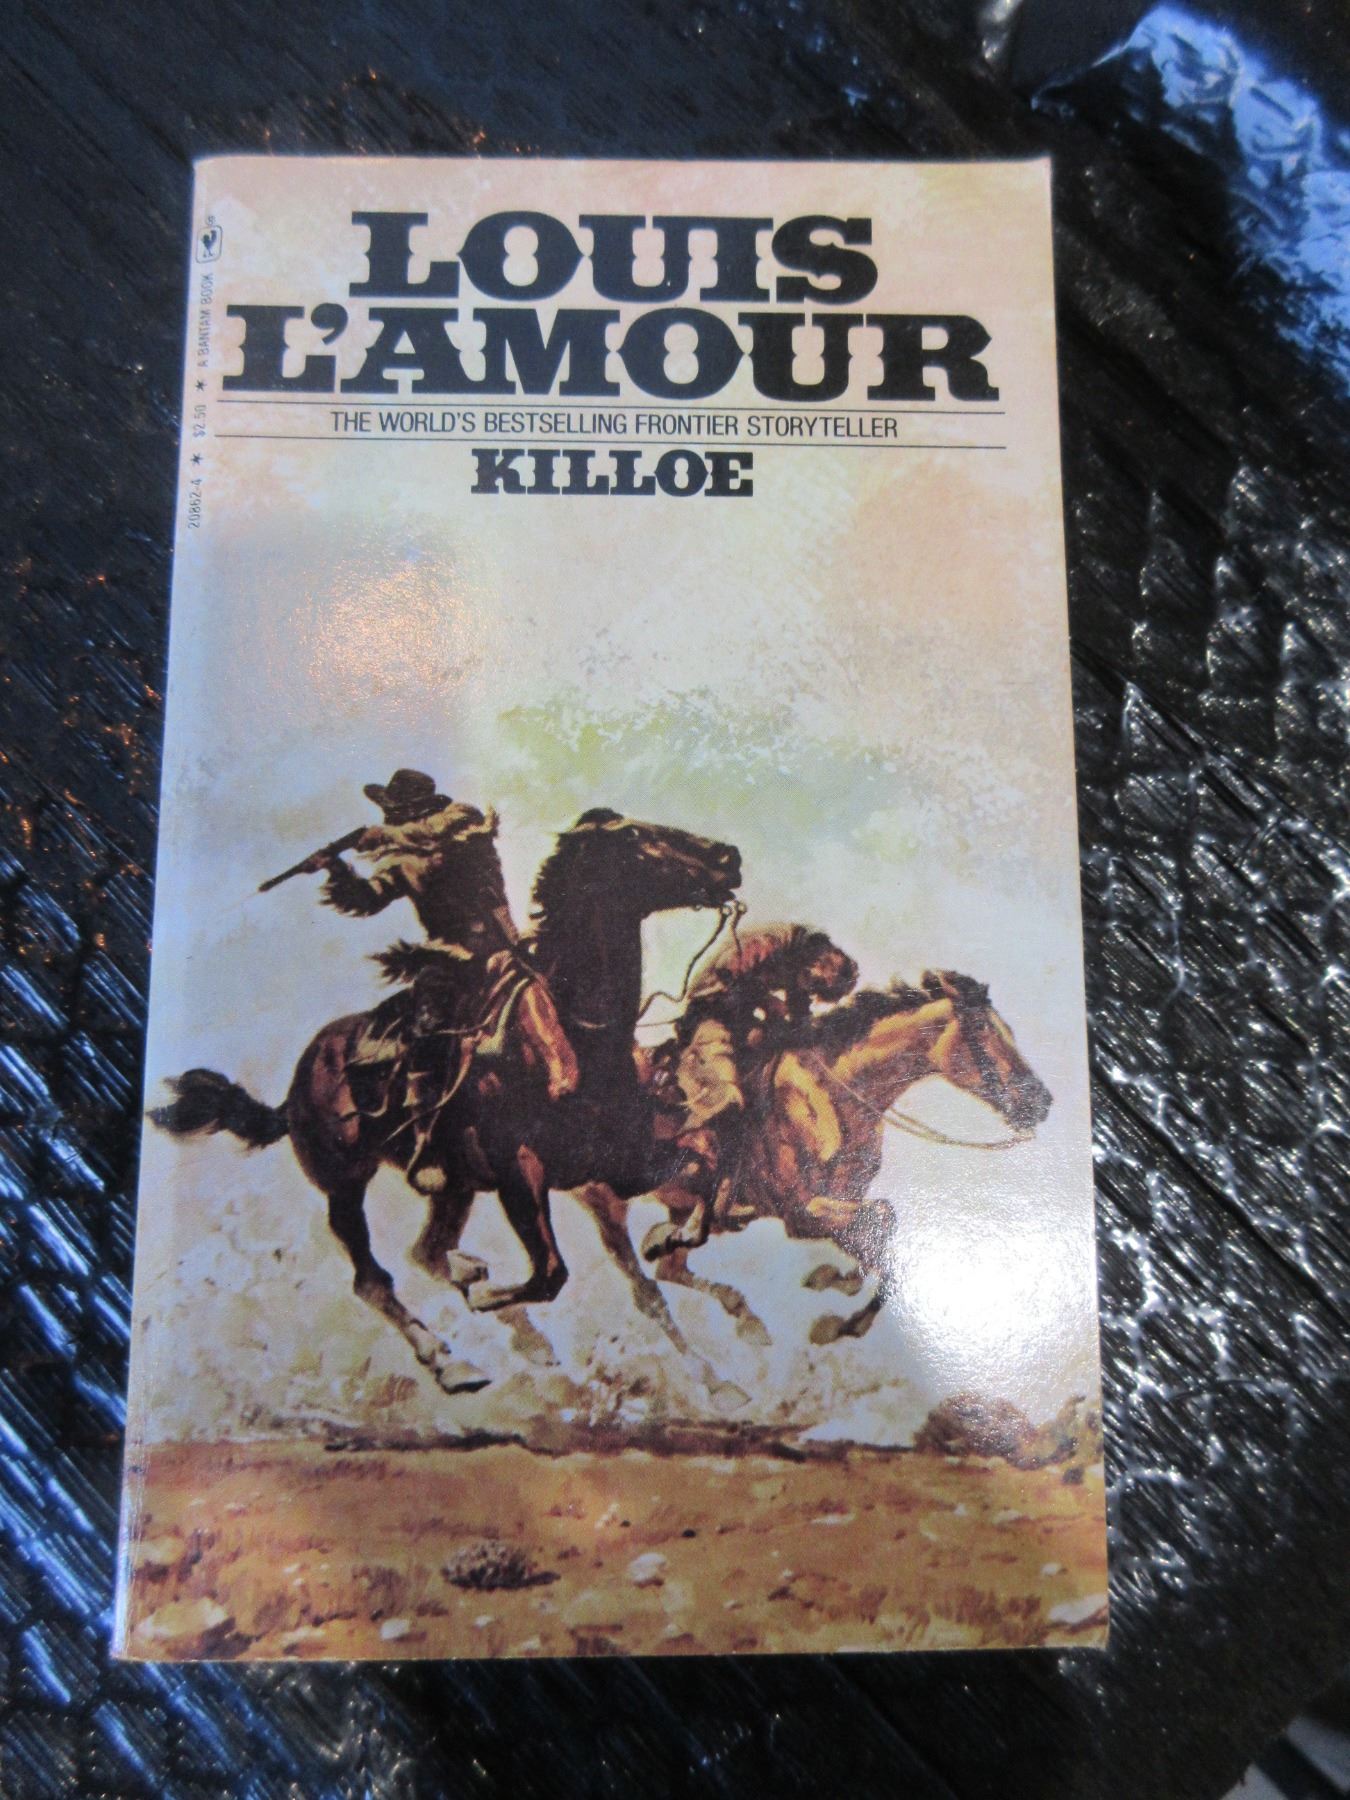 LOUIS
L'AMOUR
THE WORLD'S BESTSELLING FRONTIER STORYTELLER
KILLOE
20862-4 * $2.50 * A BANTAM BOOK